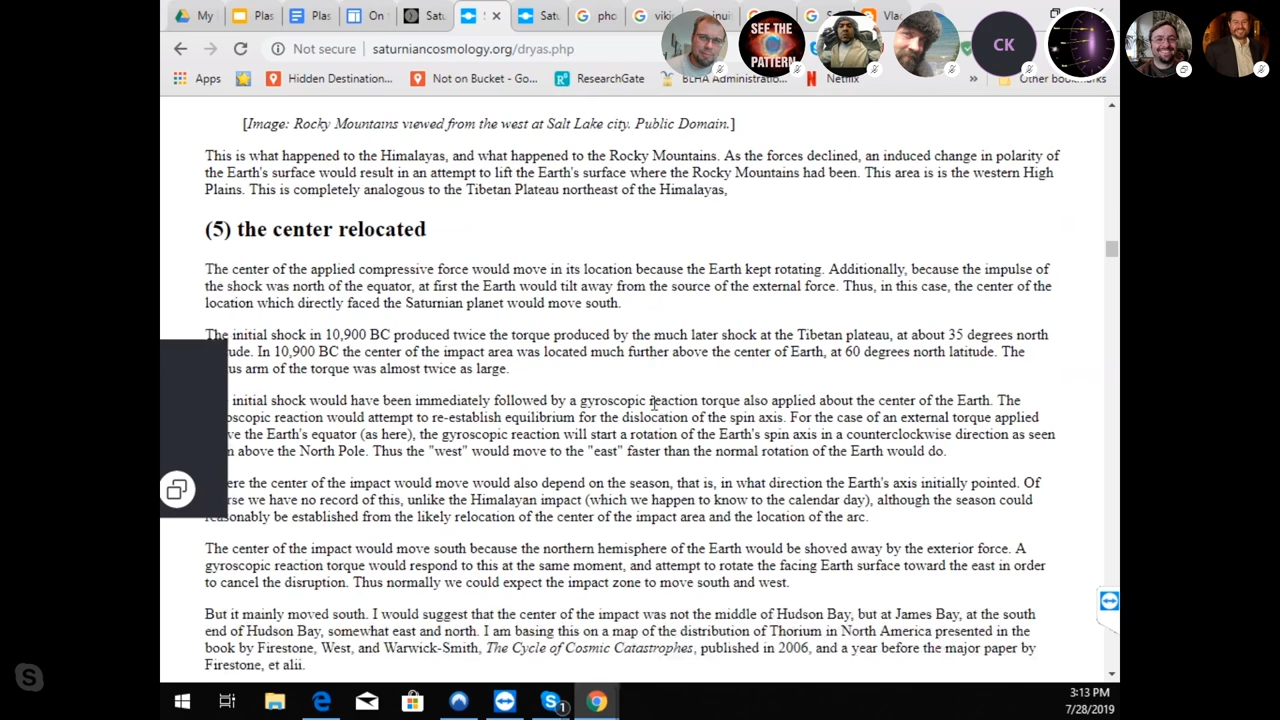 My
Plas
Plas
On
Satu
S
Satu
pho
viki
inuit
G
S
Vlac
Not secure
saturniancosmology.org/dryas.php
SEE THE
PATTERN
CK
Apps
Hidden Destination...
Not on Bucket - Go...
ResearchGate
BLHA Administratio...
Netflix
»
Other bookmarks
[Image: Rocky Mountains viewed from the west at Salt Lake city. Public Domain.]
This is what happened to the Himalayas, and what happened to the Rocky Mountains. As the forces declined, an induced change in polarity of
the Earth's surface would result in an attempt to lift the Earth's surface where the Rocky Mountains had been. This area is is the western High
Plains. This is completely analogous to the Tibetan Plateau northeast of the Himalayas,
(5) the center relocated
The center of the applied compressive force would move in its location because the Earth kept rotating. Additionally, because the impulse of
the shock was north of the equator, at first the Earth would tilt away from the source of the external force. Thus, in this case, the center of the
location which directly faced the Saturnian planet would move south.
The initial shock in 10,900 BC produced twice the torque produced by the much later shock at the Tibetan plateau, at about 35 degrees north
ude. In 10,900 BC the center of the impact area was located much further above the center of Earth, at 60 degrees north latitude. The
us arm of the torque was almost twice as large.
initial shock would have been immediately followed by a gyroscopic reaction torque also applied about the center of the Earth. The
oscopic reaction would attempt to re-establish equilibrium for the dislocation of the spin axis. For the case of an external torque applied
ve the Earth's equator (as here), the gyroscopic reaction will start a rotation of the Earth's spin axis in a counterclockwise direction as seen
n above the North Pole. Thus the "west" would move to the "east" faster than the normal rotation of the Earth would do.
ere the center of the impact would move would also depend on the season, that is, in what direction the Earth's axis initially pointed. Of
rse we have no record of this, unlike the Himalayan impact (which we happen to know to the calendar day), although the season could
reasonably be established from the likely relocation of the center of the impact area and the location of the arc.
The center of the impact would move south because the northern hemisphere of the Earth would be shoved away by the exterior force. A
gyroscopic reaction torque would respond to this at the same moment, and attempt to rotate the facing Earth surface toward the east in order
to cancel the disruption. Thus normally we could expect the impact zone to move south and west.
But it mainly moved south. I would suggest that the center of the impact was not the middle of Hudson Bay, but at James Bay, at the south
end of Hudson Bay, somewhat east and north. I am basing this on a map of the distribution of Thorium in North America presented in the
book by Firestone, West, and Warwick-Smith, The Cycle of Cosmic Catastrophes, published in 2006, and a year before the major paper by
Firestone, et alii.
1
3:13 PM
7/28/2019